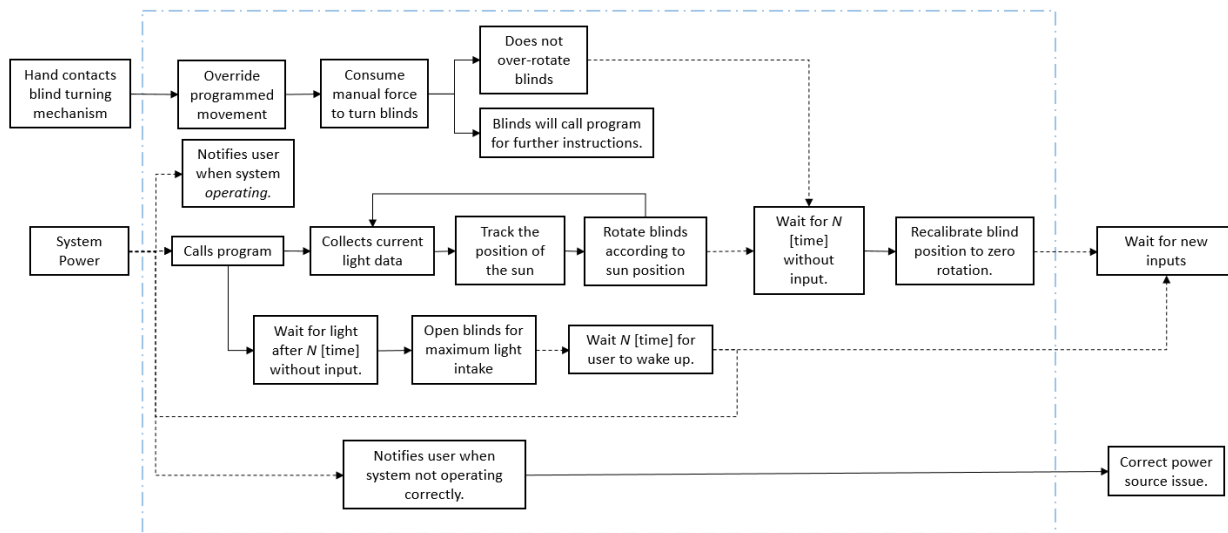 Hand contacts
blind turning
mechanism
Override
programmed
movement
Consume
manual force
to turn blinds
Does not
over-rotate
blinds
Blinds will call program
for further instructions.
Notifies user
when system
operating.
System
Power
Calls program
Collects current
light data
Track the
position of
the sun
Rotate blinds
according to
sun position
Wait for N
[time]
without
input.
Recalibrate blind
position to zero
rotation.
Wait for new
inputs
Wait for light
after N [time]
without input.
Open blinds for
maximum light
intake
Wait N [time] for
user to wake up.
Notifies user when
system not operating
correctly.
Correct power
source issue.